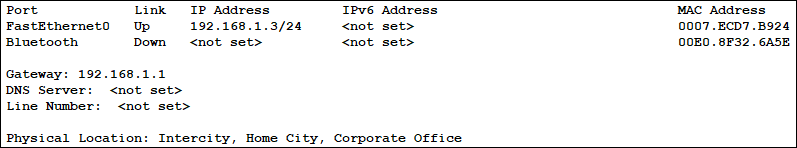 Port Link IP Address IPv6 Address MAC Address
FastEthernet0 Up 192.168.1.3/24 <not set> 0007.ECD7.B924
Bluetooth Down <not set> <not set> 00E0.8F32.6A5E
Gateway: 192.168.1.1
DNS Server: <not set>
Line Number: <not set>
Physical Location: Intercity, Home City, Corporate Office